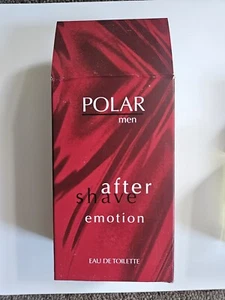 POLAR
men
after
shave
emotion
EAU DE TOILETTE